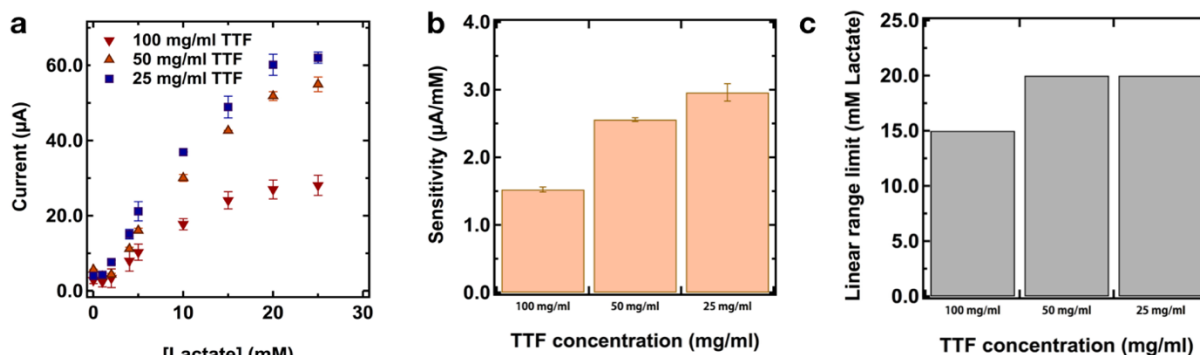 a
100 mg/ml TTF
50 mg/ml TTF
25 mg/ml TTF
60.0
40.0
20.0
0.0
Current (µA)
0
10
20
30
[Lactate] (mM)
b
4.0
3.0
2.0
1.0
0.0
Sensitivity (µA/mM)
100 mg/ml
50 mg/ml
25 mg/ml
TTF concentration (mg/ml)
c
25.0
20.0
15.0
10.0
5.0
0.0
Linear range limit (mM Lactate)
100 mg/ml
50 mg/ml
25 mg/ml
TTF concentration (mg/ml)